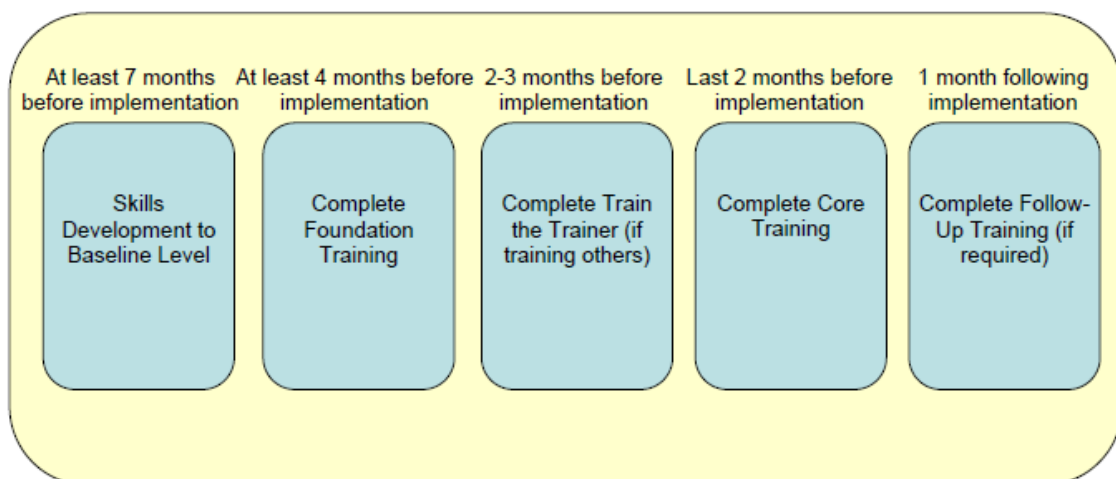 At least 7 months
before implementation
At least 4 months before
implementation
2-3 months before
implementation
Last 2 months before
implementation
1 month following
implementation
Skills
Development to
Baseline Level
Complete
Foundation
Training
Complete Train
the Trainer (if
training others)
Complete Core
Training
Complete Follow-
Up Training (if
required)